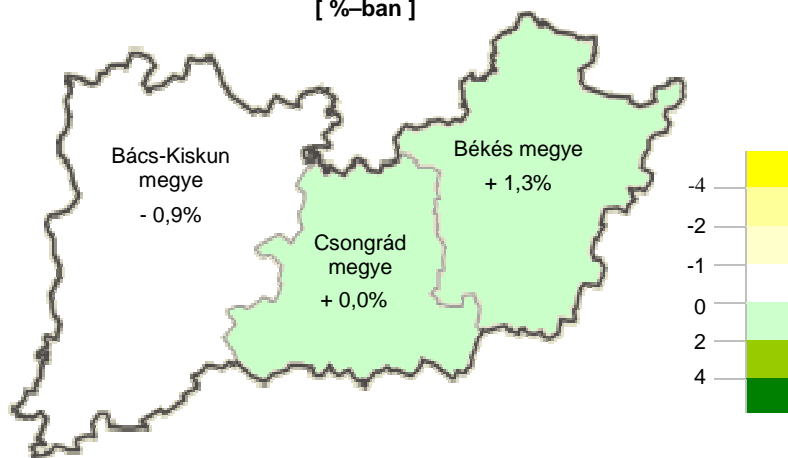 [ %–ban ]
Bács-Kiskun
megye
- 0,9%
Csongrád
megye
+ 0,0%
Békés megye
+ 1,3%
-4
-2
-1
0
2
4